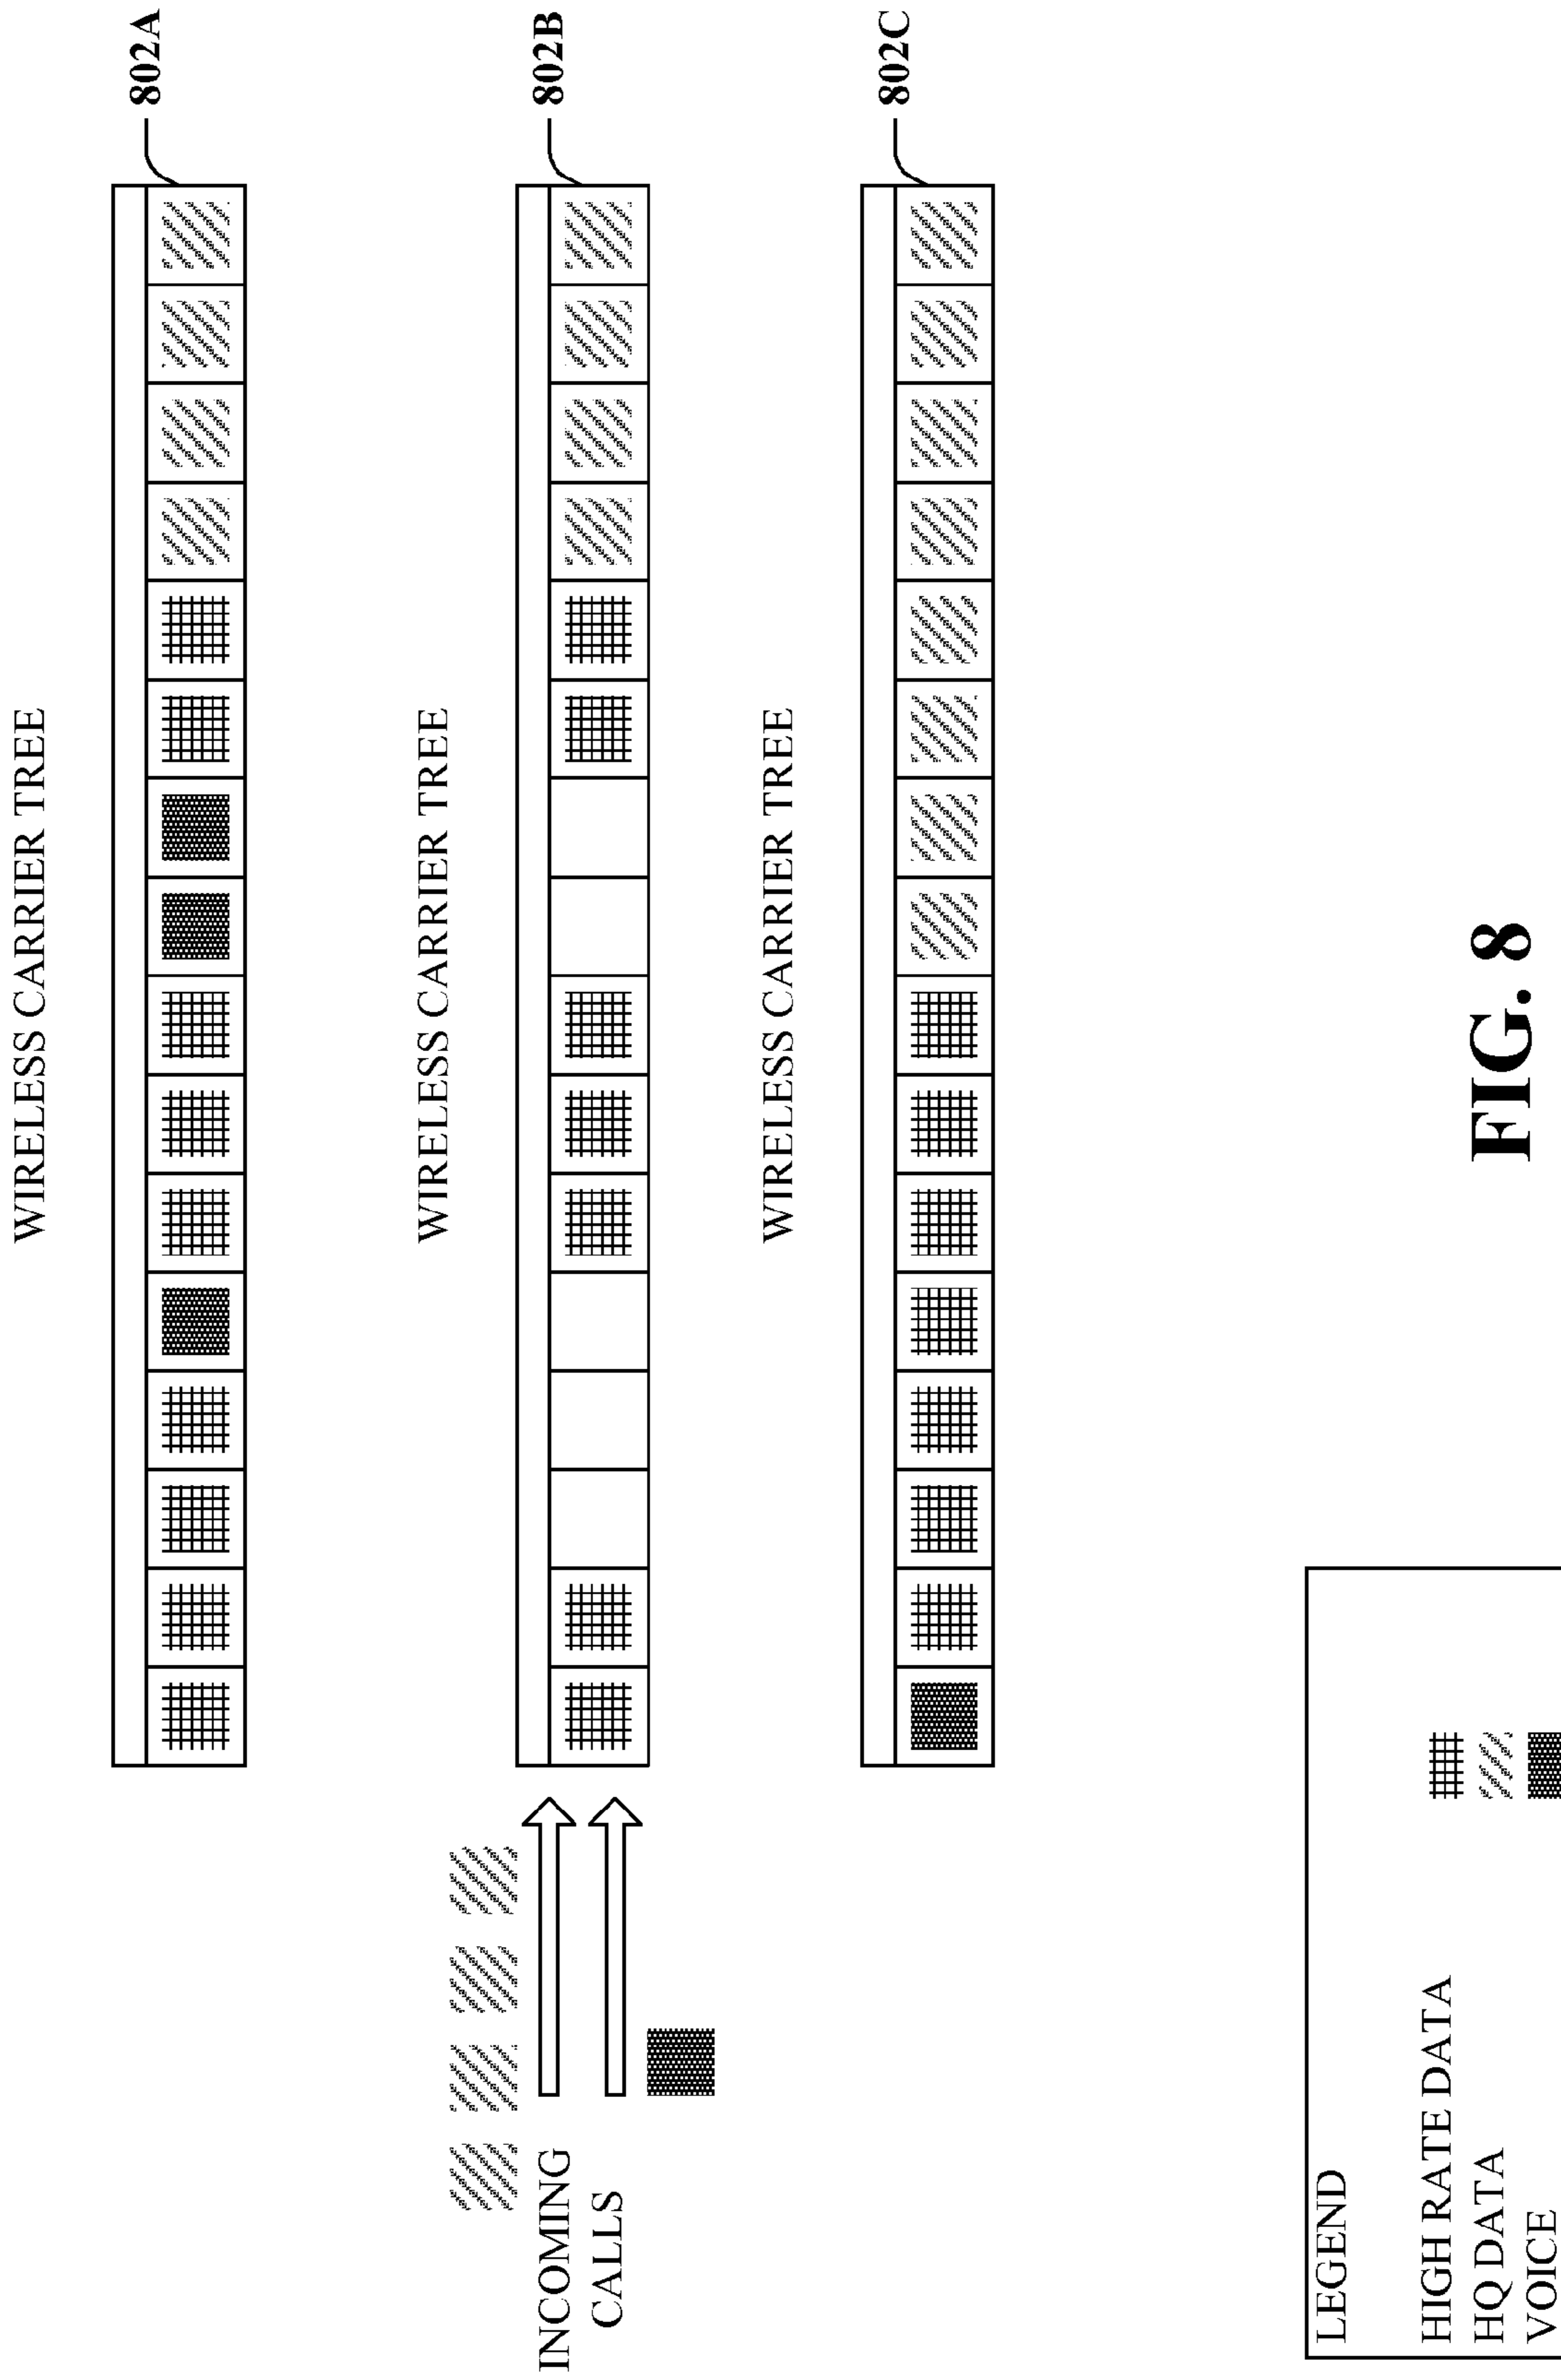 WIRELESS CARRIER TREE
802A
WIRELESS CARRIER TREE
802B
INCOMING
CALLS
WIRELESS CARRIER TREE
802C
LEGEND
HIGH RATE DATA
HQ DATA
VOICE
FIG. 8